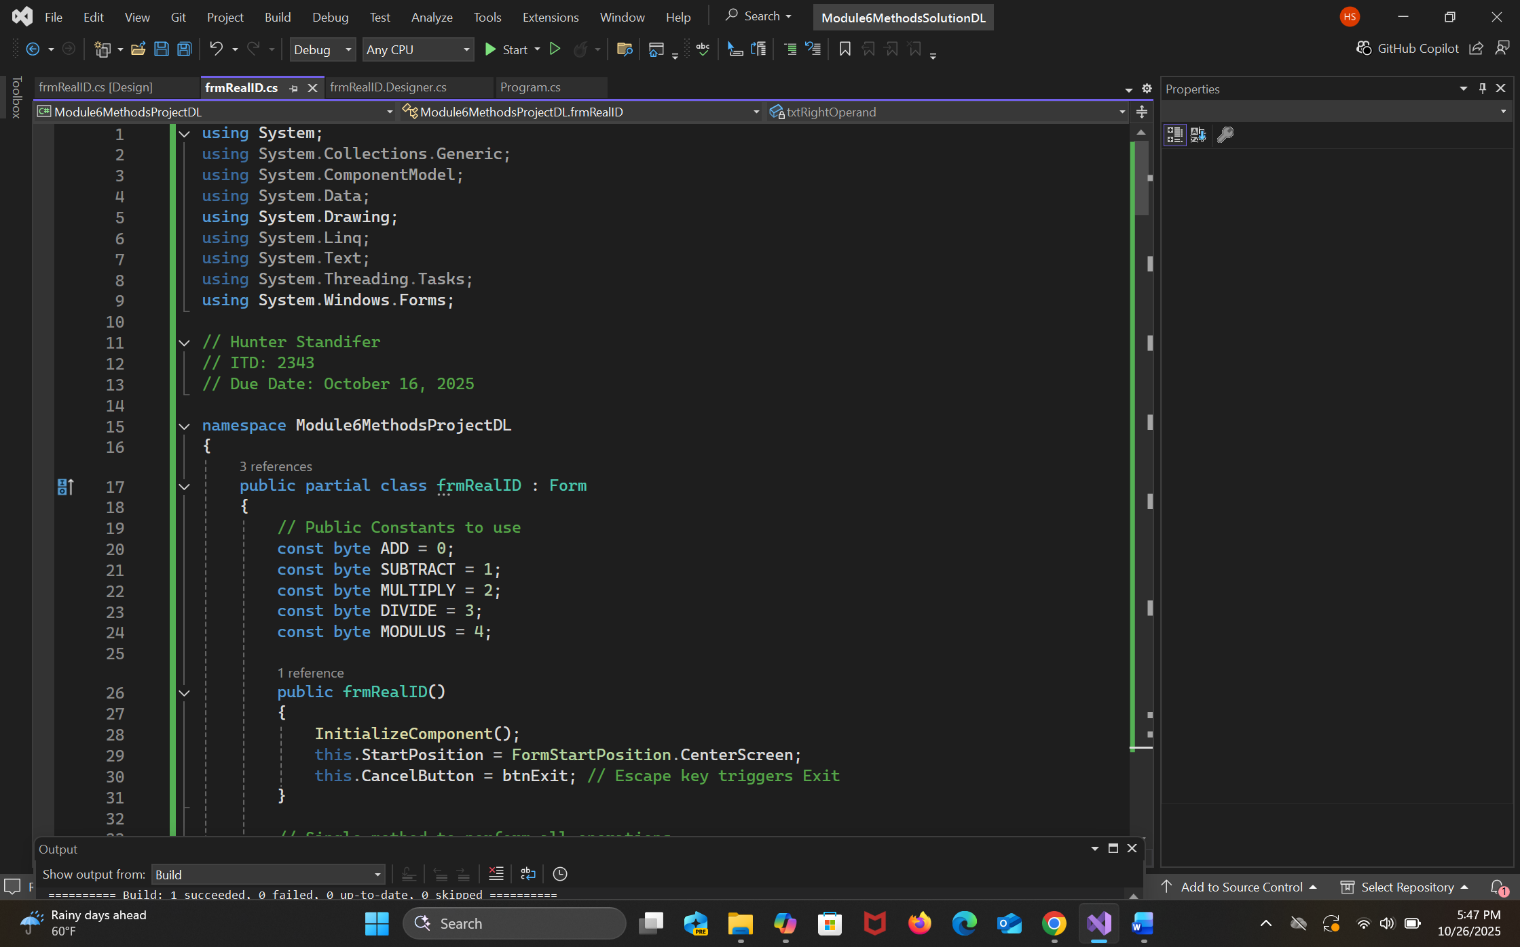 File Edit View Git Project Build Debug Test Analyze Tools Extensions Window Help Search Module6MethodsSolutionDL HS
Debug Any CPU Start GitHub Copilot
Toolbox
frmRealID.cs [Design] frmRealID.cs frmRealID.Designer.cs Program.cs
Module6MethodsProjectDL Module6MethodsProjectDL.frmRealID txtRightOperand
1 using System;
2 using System.Collections.Generic;
3 using System.ComponentModel;
4 using System.Data;
5 using System.Drawing;
6 using System.Linq;
7 using System.Text;
8 using System.Threading.Tasks;
9 using System.Windows.Forms;
10
11 // Hunter Standifer
12 // ITD: 2343
13 // Due Date: October 16, 2025
14
15 namespace Module6MethodsProjectDL
16 {
3 references
17 public partial class frmRealID : Form
18 {
19 // Public Constants to use
20 const byte ADD = 0;
21 const byte SUBTRACT = 1;
22 const byte MULTIPLY = 2;
23 const byte DIVIDE = 3;
24 const byte MODULUS = 4;
25
1 reference
26 public frmRealID()
27 {
28 InitializeComponent();
29 this.StartPosition = FormStartPosition.CenterScreen;
30 this.CancelButton = btnExit; // Escape key triggers Exit
31 }
32
// Single method to perform all operations
Properties
Output
Show output from: Build
========== Build: 1 succeeded, 0 failed, 0 up-to-date, 0 skipped ==========
Add to Source Control Select Repository 1
Rainy days ahead
60°F
Search
PRE
5:47 PM
10/26/2025